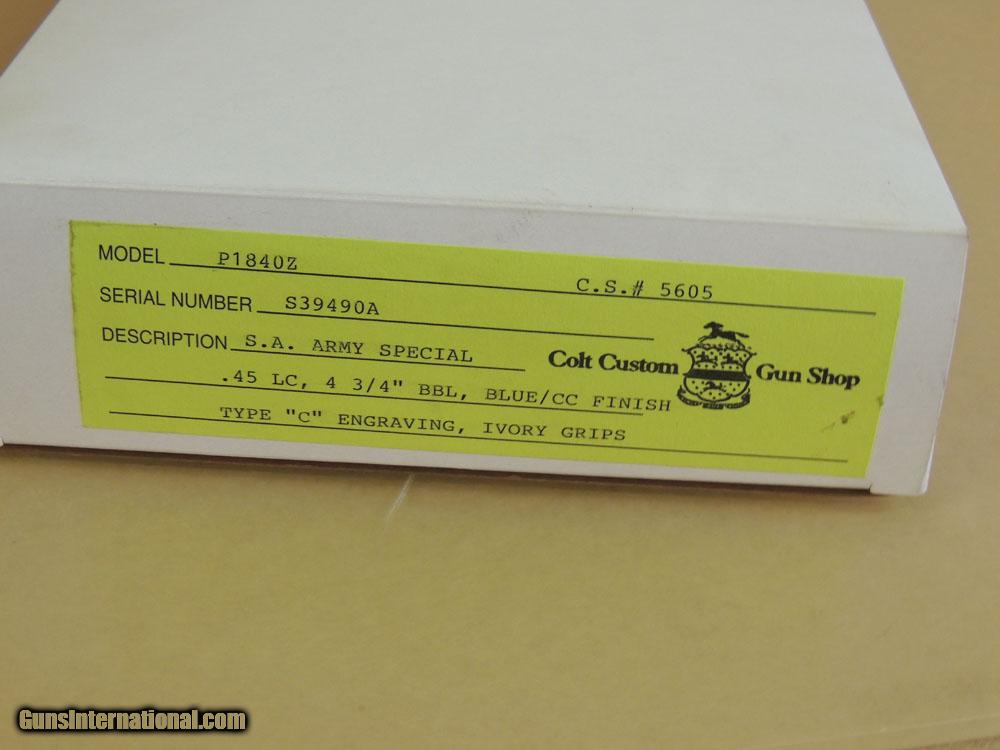 MODEL P1840Z
C.S.# 5605
SERIAL NUMBER S39490A
DESCRIPTION S.A. ARMY SPECIAL
Colt Custom Gun Shop
.45 LC, 4 3/4" BBL, BLUE/CC FINISH
TYPE "C" ENGRAVING, IVORY GRIPS
GunsInternational.com